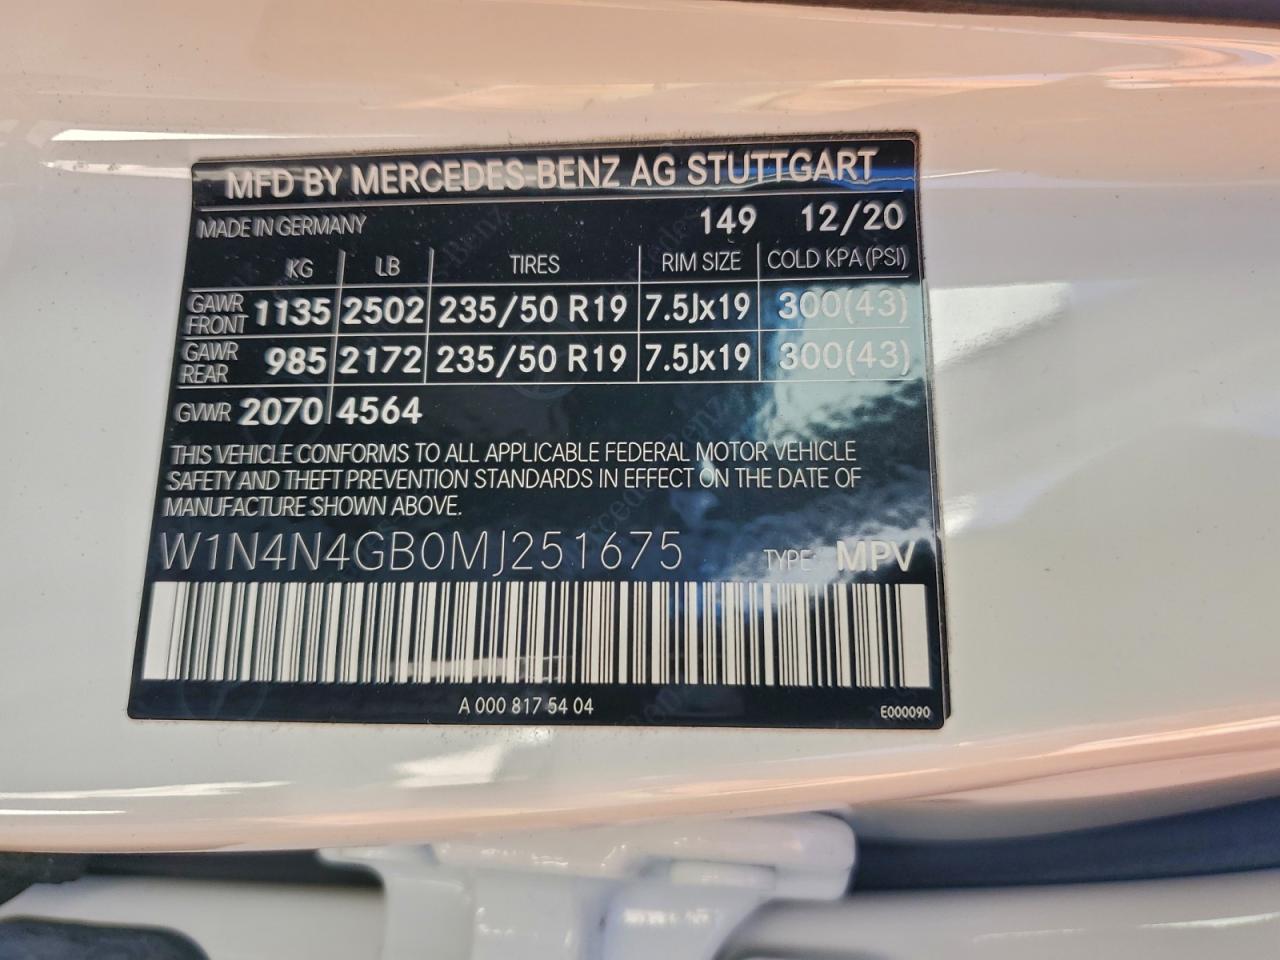 MFD BY MERCEDES-BENZ AG STUTTGART
MADE IN GERMANY 149 12/20
KG LB TIRES RIM SIZE COLD KPA (PSI)
GAWR FRONT 1135 2502 235/50 R19 7.5Jx19 300(43)
GAWR REAR 985 2172 235/50 R19 7.5Jx19 300(43)
GVWR 2070 4564
THIS VEHICLE CONFORMS TO ALL APPLICABLE FEDERAL MOTOR VEHICLE
SAFETY AND THEFT PREVENTION STANDARDS IN EFFECT ON THE DATE OF
MANUFACTURE SHOWN ABOVE.
W1N4N4GB0MJ251675 TYPE: MPV
A 000 817 54 04
E000090